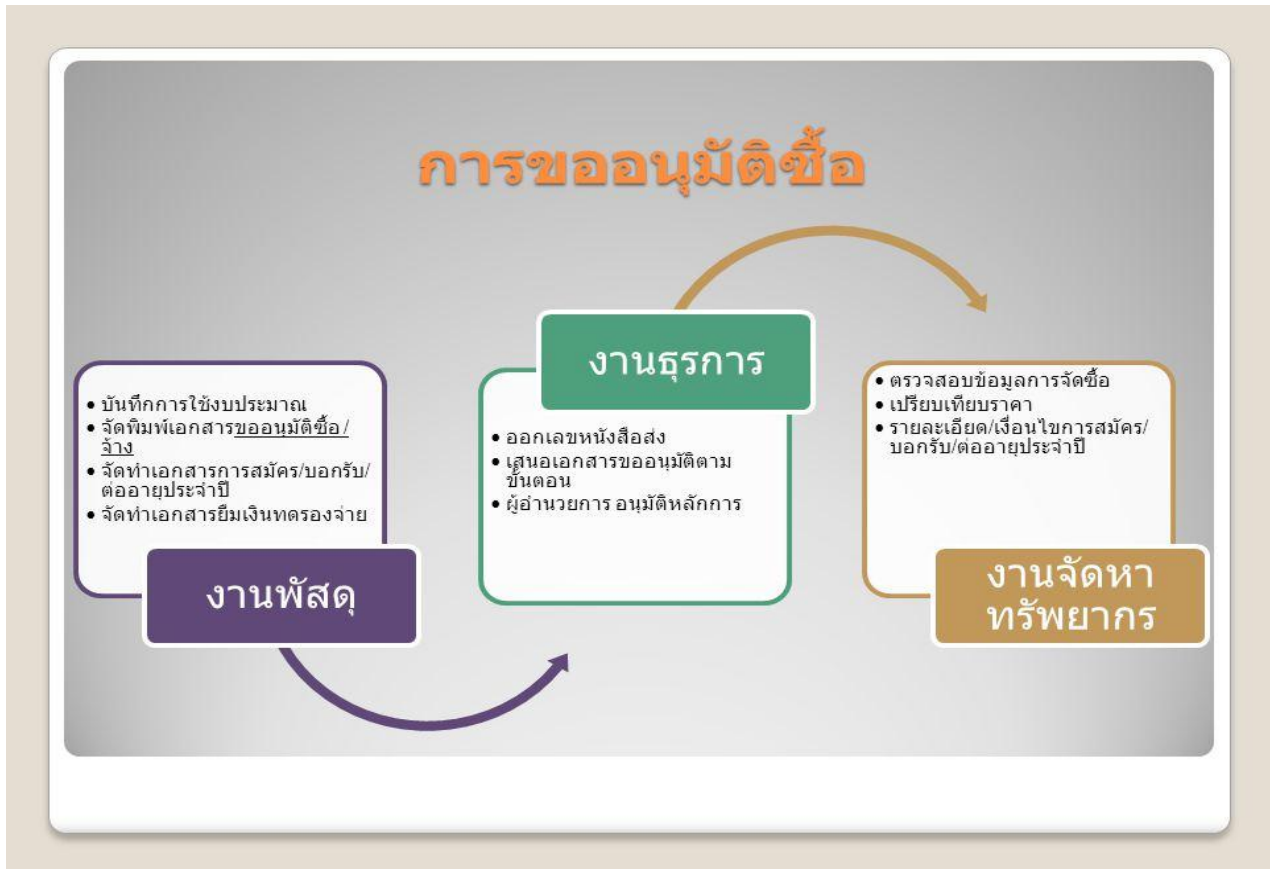 การขออนุมัติซื้อ
• บันทึกการใช้งบประมาณ
• จัดพิมพ์เอกสารขออนุมัติซื้อ/
จ้าง
• จัดทำเอกสารการสมัคร/บอกรับ/
ต่ออายุประจำปี
• จัดทำเอกสารยืมเงินทดรองจ่าย
งานพัสดุ
งานธุรการ
• ออกเลขหนังสือส่ง
• เสนอเอกสารขออนุมัติตาม
ขั้นตอน
• ผู้อำนวยการ อนุมัติหลักการ
• ตรวจสอบข้อมูลการจัดซื้อ
• เปรียบเทียบราคา
• รายละเอียด/เงื่อนไขการสมัคร/
บอกรับ/ต่ออายุประจำปี
งานจัดหา
ทรัพยากร